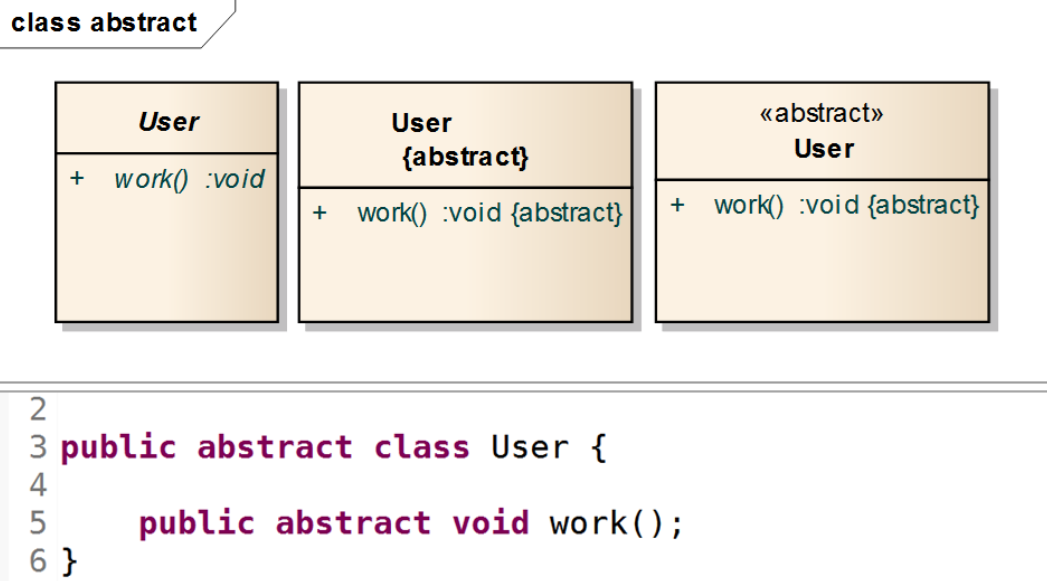 class abstract
User
+ work() :void
User
{abstract}
+ work() :void {abstract}
«abstract»
User
+ work() :void {abstract}
2
3 public abstract class User {
4
5 public abstract void work();
6 }